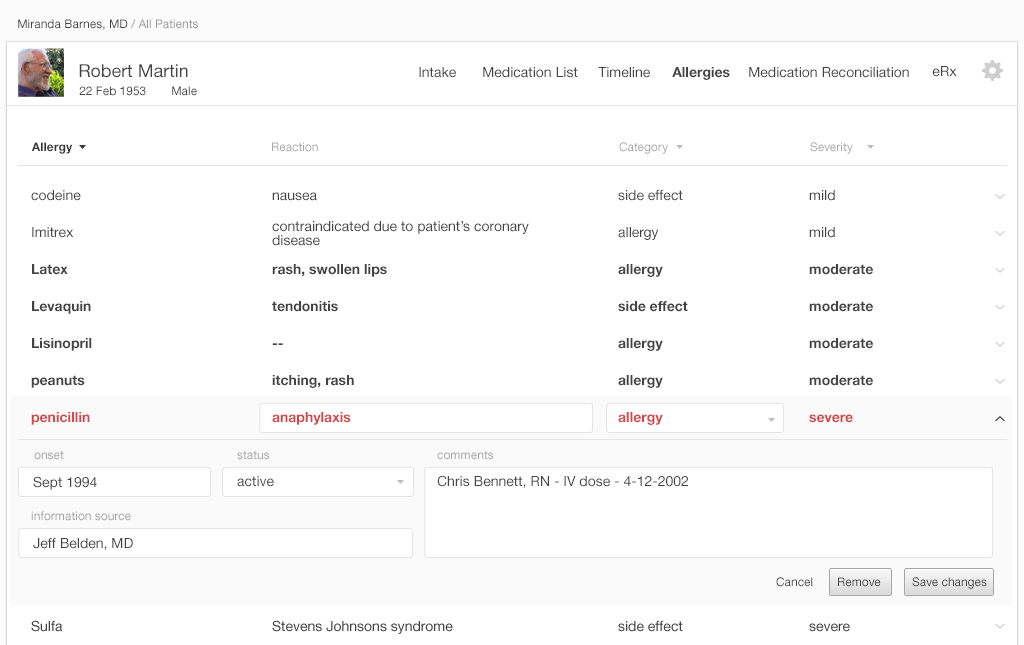 Miranda Barnes, MD / All Patients
Robert Martin
22 Feb 1953 Male
Intake Medication List Timeline Allergies Medication Reconciliation eRx
Allergy Reaction Category Severity
codeine nausea side effect mild
Imitrex contraindicated due to patient’s coronary allergy mild
disease
Latex rash, swollen lips allergy moderate
Levaquin tendonitis side effect moderate
Lisinopril -- allergy moderate
peanuts itching, rash allergy moderate
penicillin anaphylaxis allergy severe
onset status comments
Sept 1994 active Chris Bennett, RN - IV dose - 4-12-2002
information source
Jeff Belden, MD
Cancel Remove Save changes
Sulfa Stevens Johnsons syndrome side effect severe